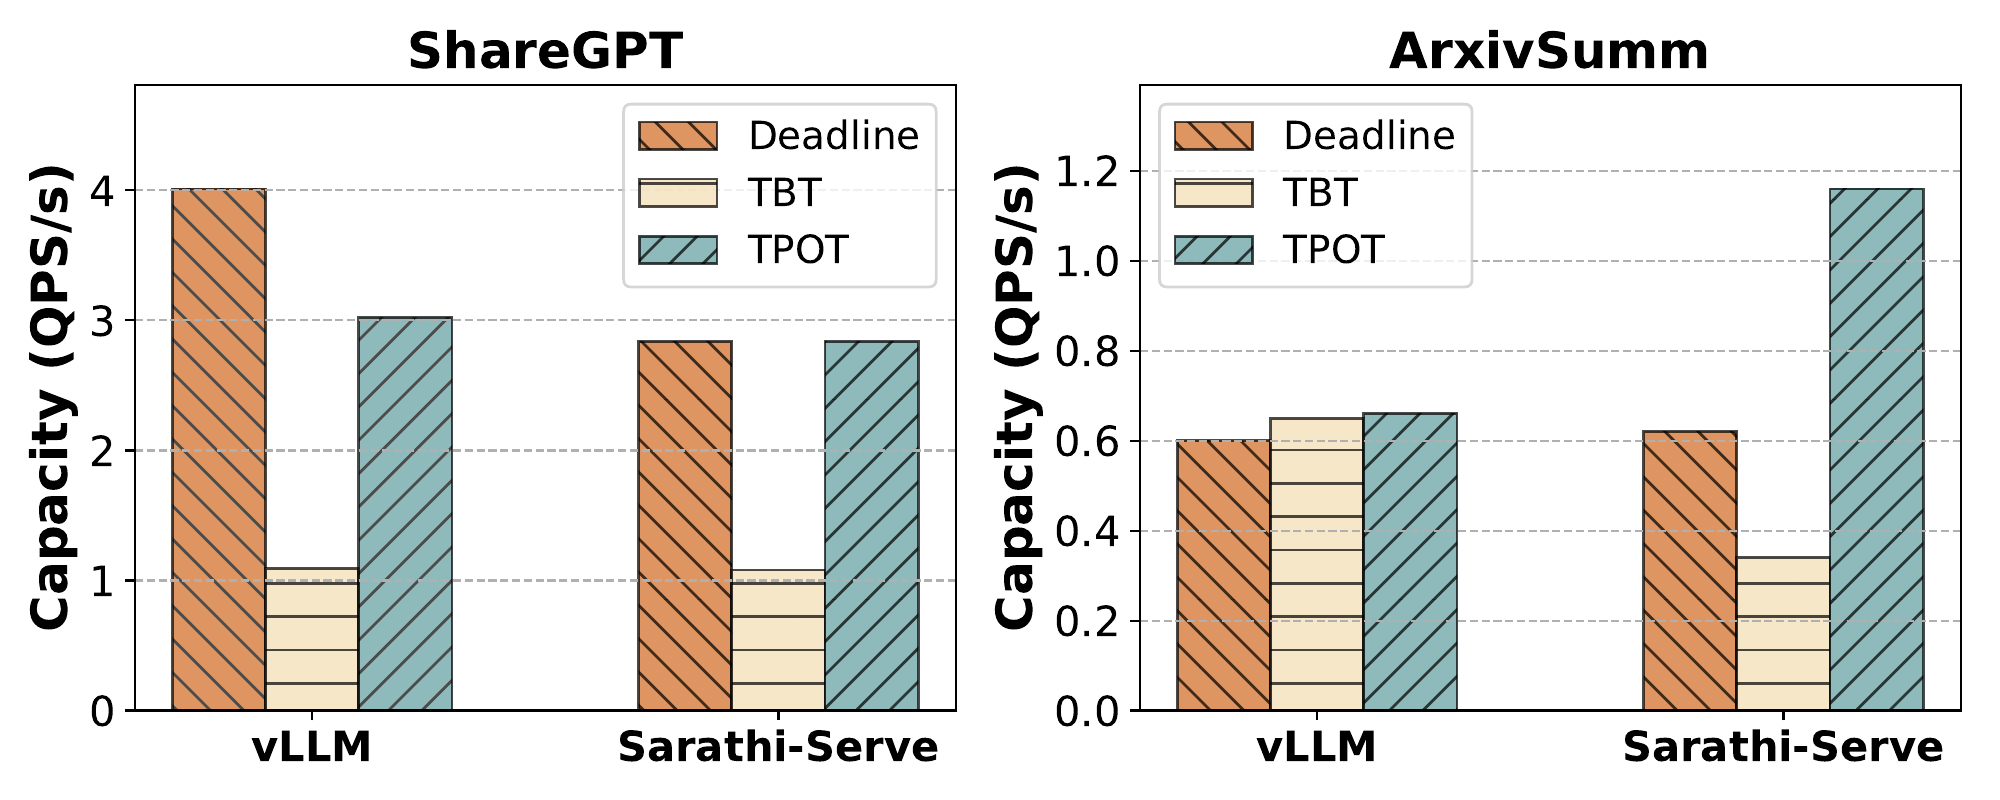 ShareGPT
Capacity (QPS/s)
4
3
2
1
0
Deadline
TBT
TPOT
vLLM
Sarathi-Serve
ArxivSumm
Capacity (QPS/s)
1.2
1.0
0.8
0.6
0.4
0.2
0.0
Deadline
TBT
TPOT
vLLM
Sarathi-Serve